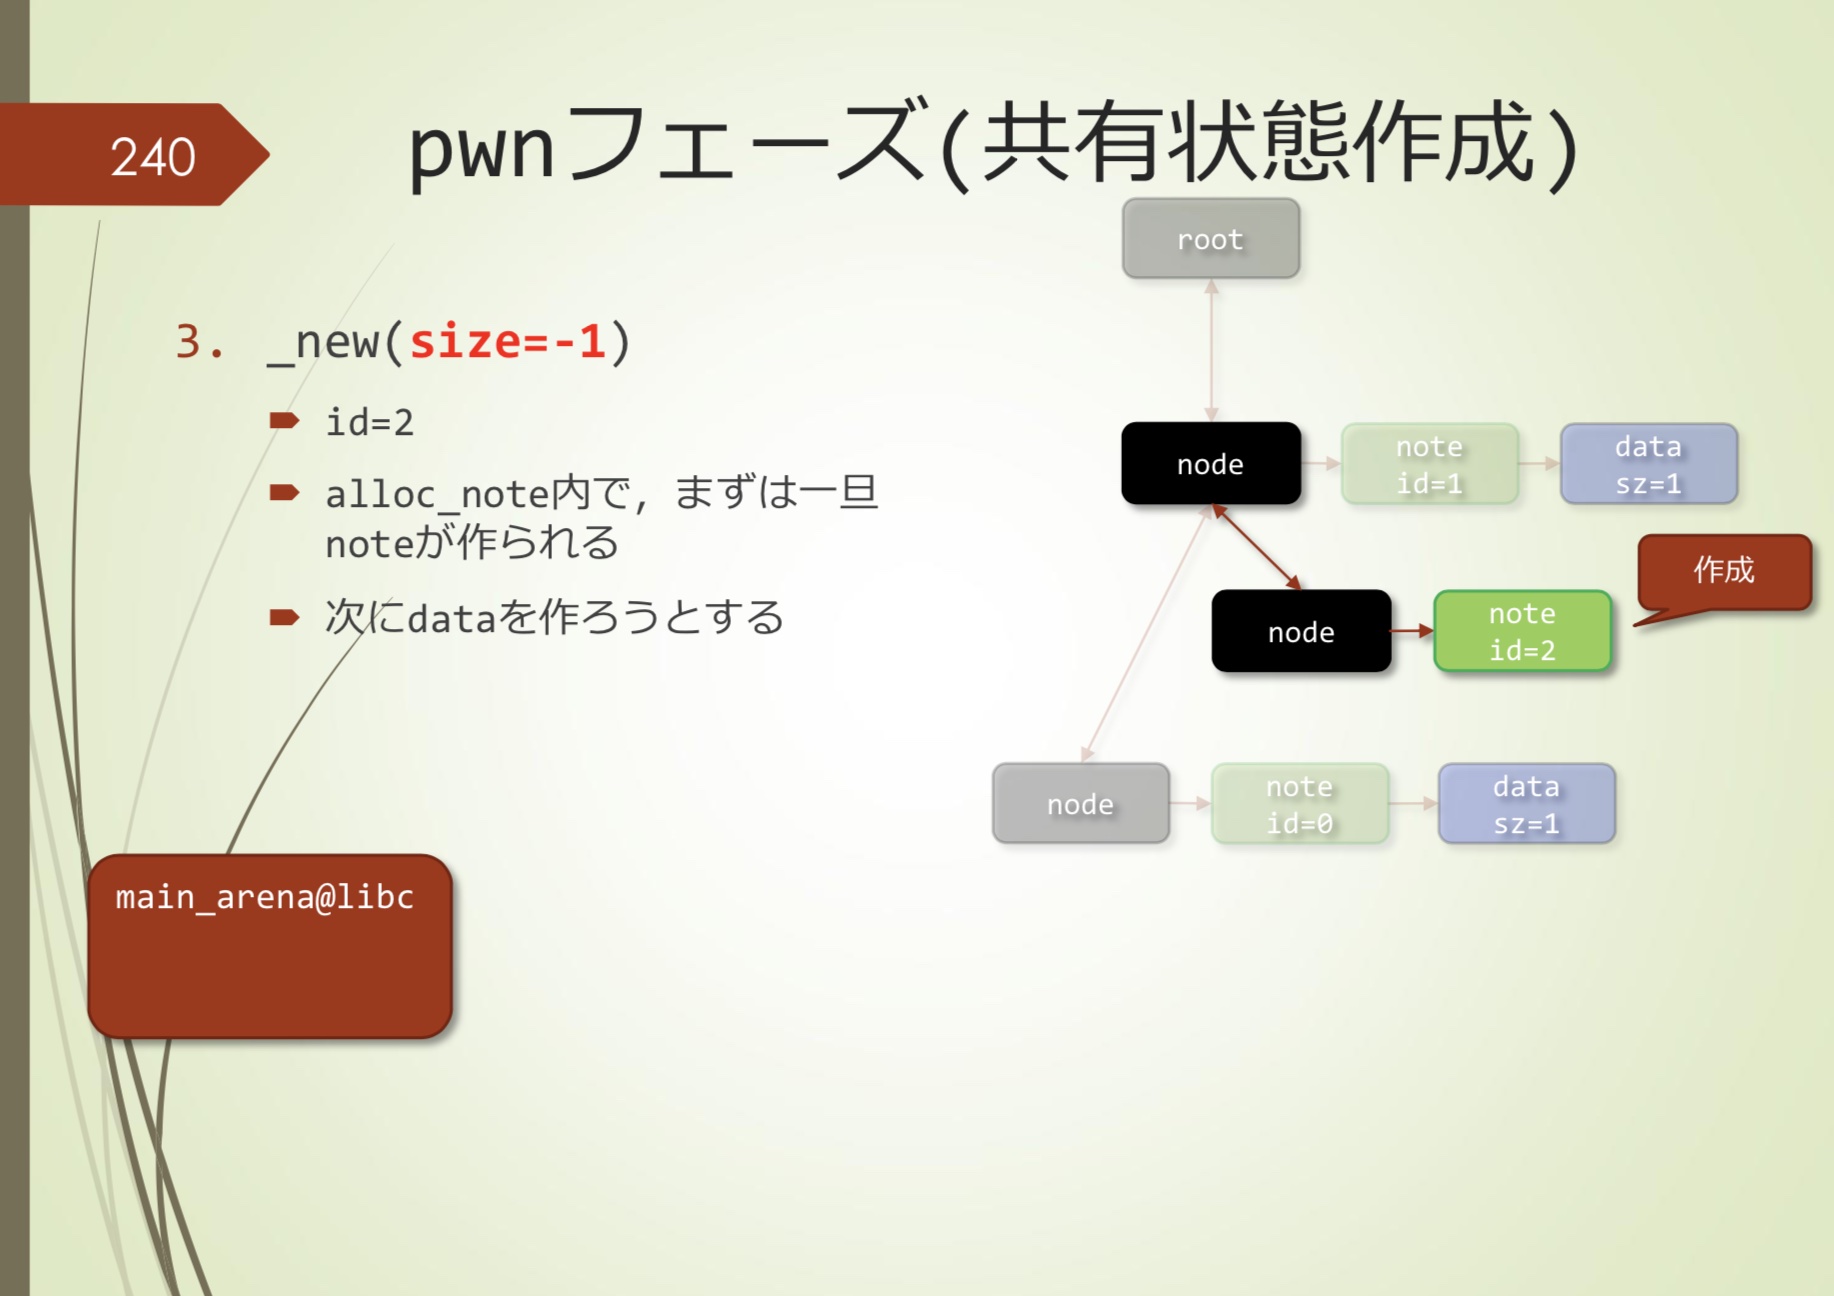 240
pwnフェーズ(共有状態作成)
3. _new(size=-1)
id=2
alloc_note内で, まずは一旦
noteが作られる
次にdataを作ろうとする
main_arena@libc
root
node
note
id=1
data
sz=1
作成
node
note
id=2
node
note
id=0
data
sz=1